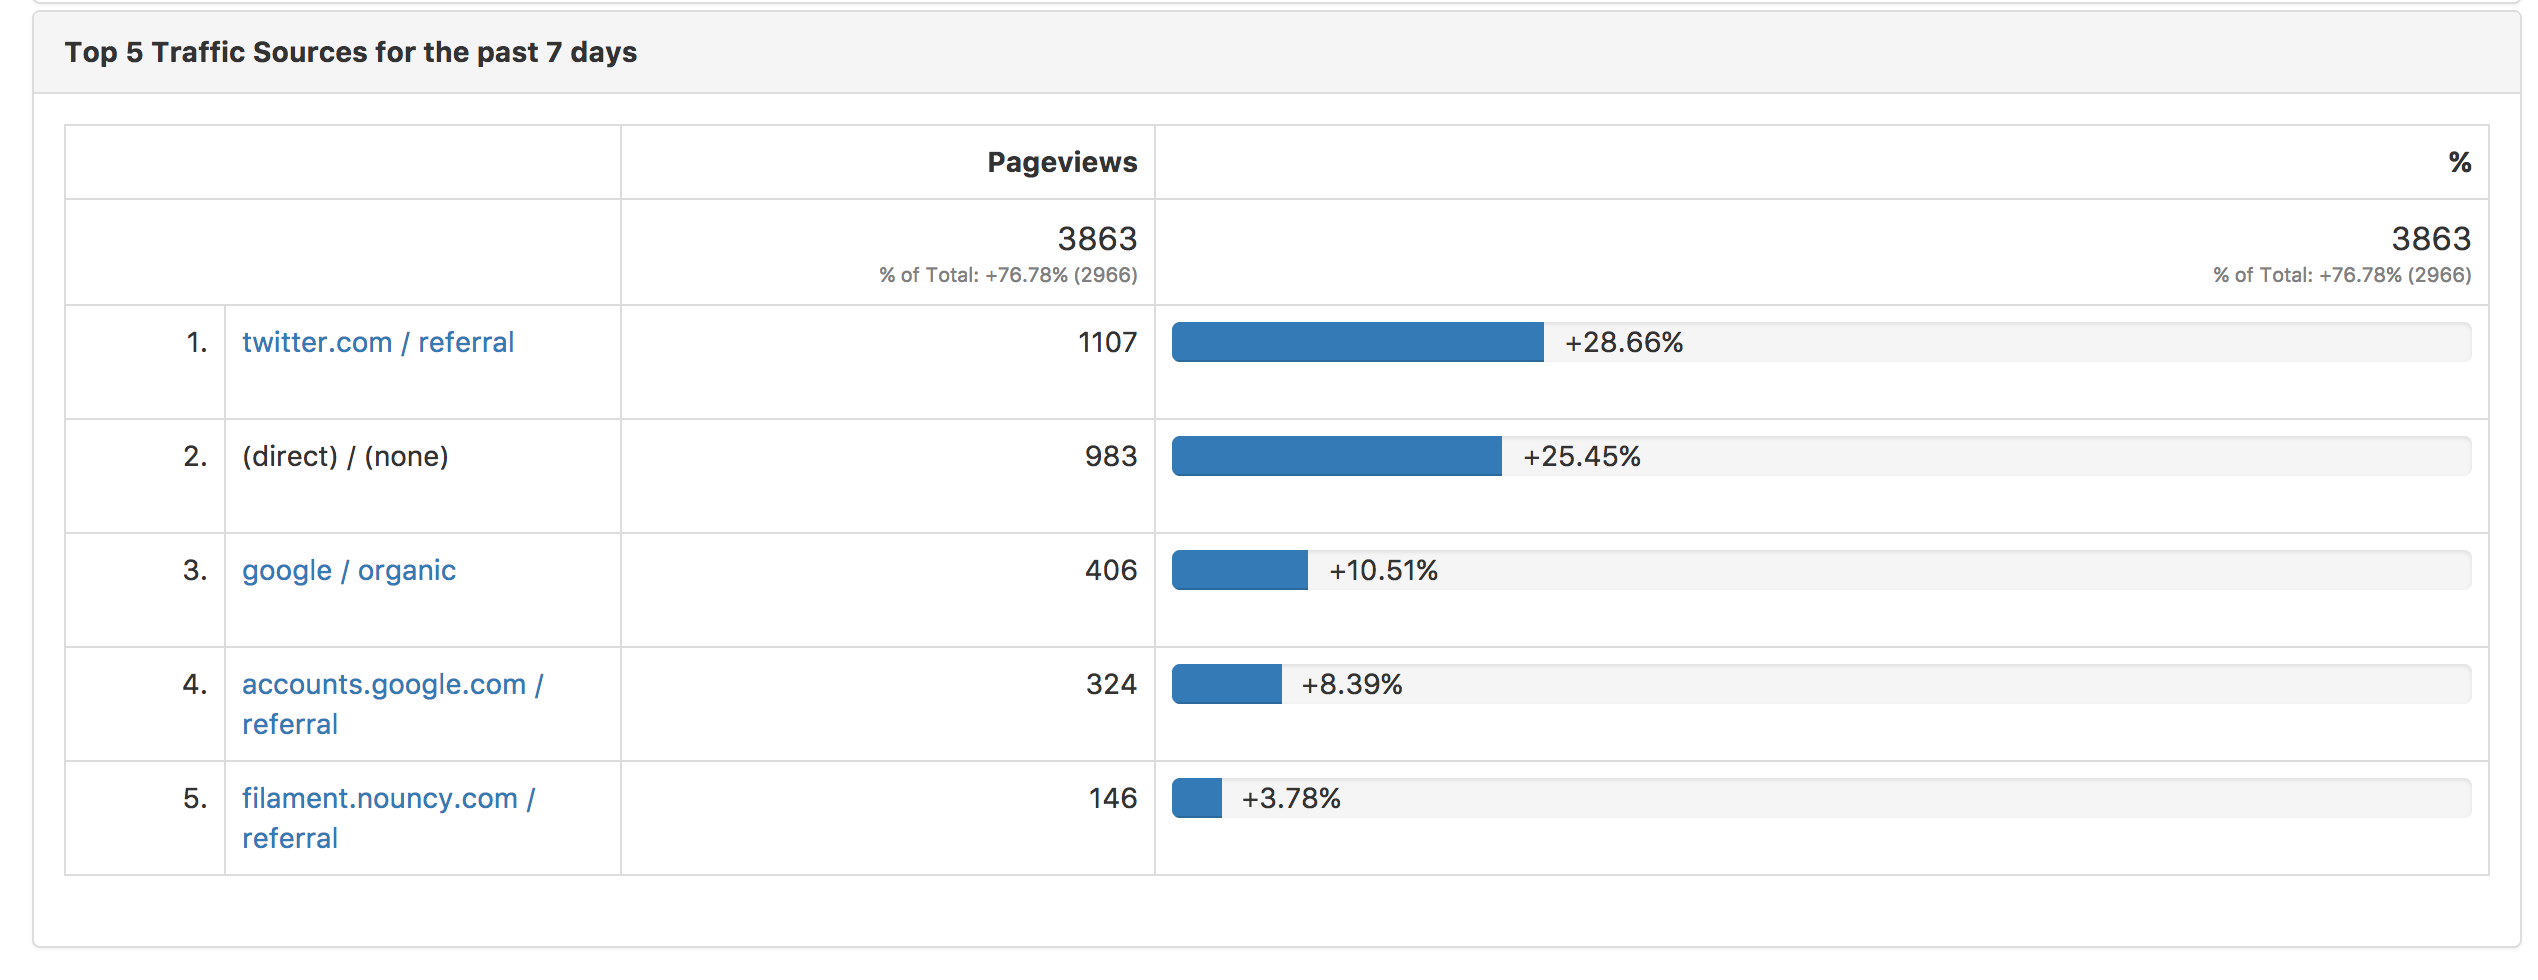 Top 5 Traffic Sources for the past 7 days
Pageviews %
3863 3863
% of Total: +76.78% (2966) % of Total: +76.78% (2966)
1. twitter.com / referral 1107 +28.66%
2. (direct) / (none) 983 +25.45%
3. google / organic 406 +10.51%
4. accounts.google.com / 324 +8.39%
referral
5. filament.nouncy.com / 146 +3.78%
referral